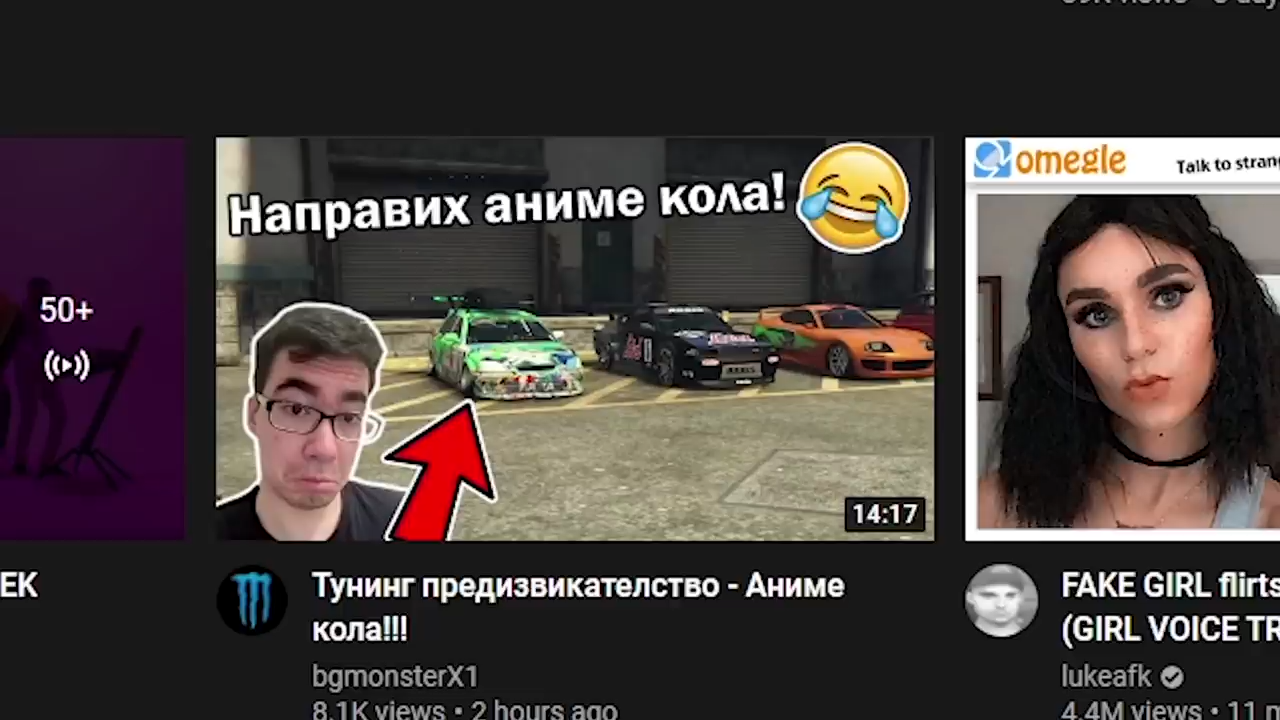 Направих аниме кола!
omegle
Talk to stran
50+
14:17
EK
Тунинг предизвикателство - Аниме
кола!!!
bgmonsterX1
8.1K views • 2 hours ago
FAKE GIRL flirts
(GIRL VOICE TR
lukeafk
4.4M views • 11 m